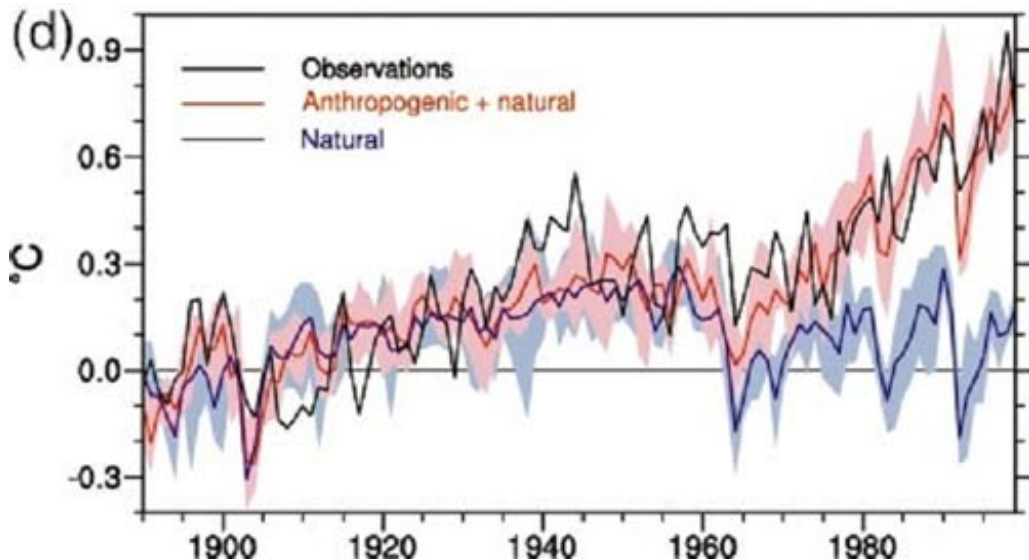 (d)
0.9
Observations
Anthropogenic + natural
Natural
0.6
°C
0.3
0.0
-0.3
1900 1920 1940 1960 1980